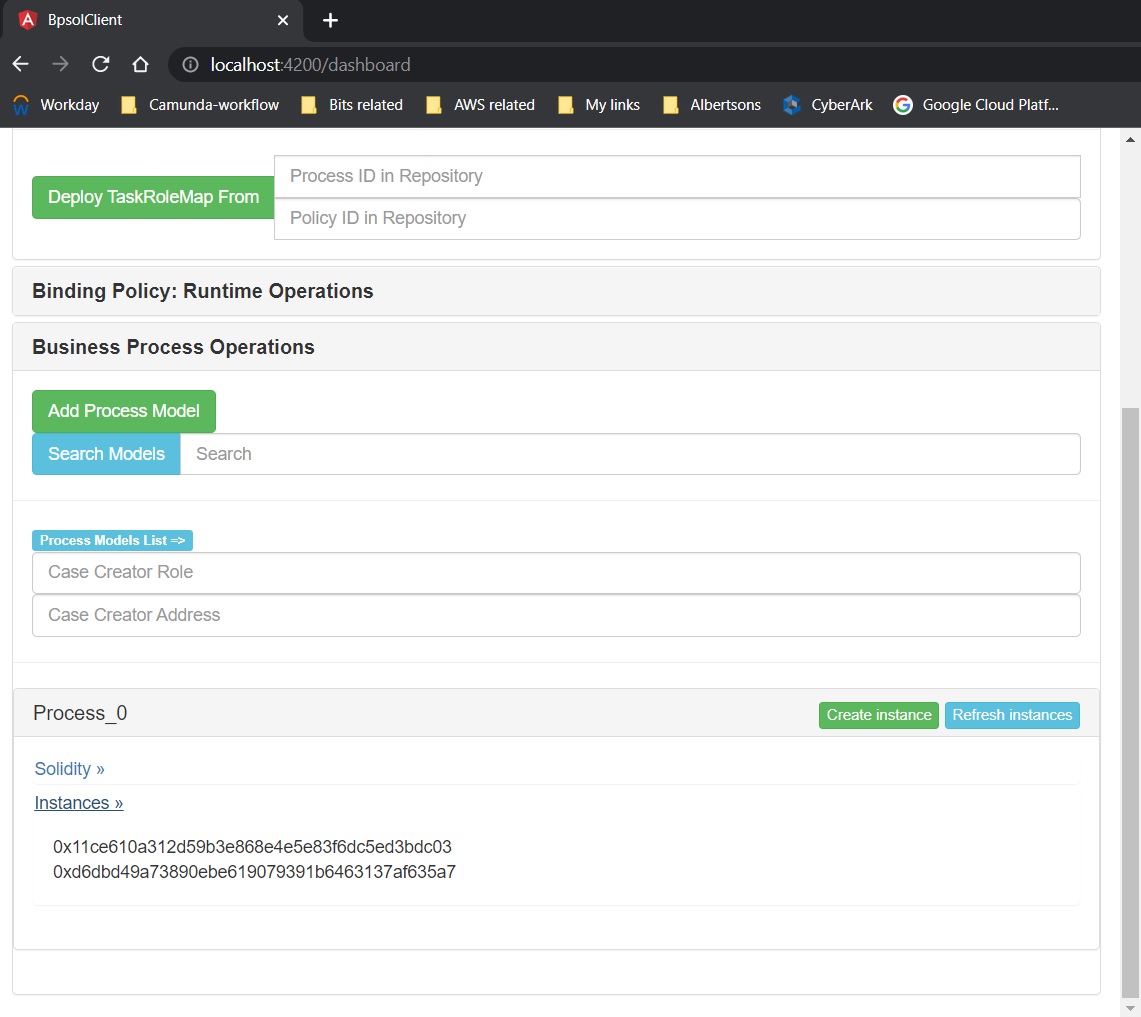 BpsolClient
localhost:4200/dashboard
Workday Camunda-workflow Bits related AWS related My links Albertsons CyberArk Google Cloud Platf...
Process ID in Repository
Deploy TaskRoleMap From
Policy ID in Repository
Binding Policy: Runtime Operations
Business Process Operations
Add Process Model
Search Models Search
Process Models List =>
Case Creator Role
Case Creator Address
Process_0 Create instance Refresh instances
Solidity »
Instances »
0x11ce610a312d59b3e868e4e5e83f6dc5ed3bdc03
0xd6dbd49a73890ebe619079391b6463137af635a7